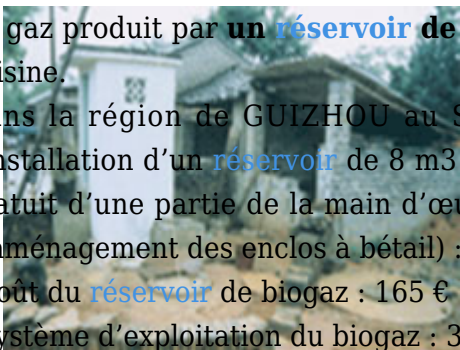 gaz produit par un réservoir de
isine.
ns la région de GUIZHOU au S
nstallation d’un réservoir de 8 m3
atuit d’une partie de la main d’œu
ménagement des enclos à bétail) :
oût du réservoir de biogaz : 165 €
ystème d’exploitation du biogaz : 3